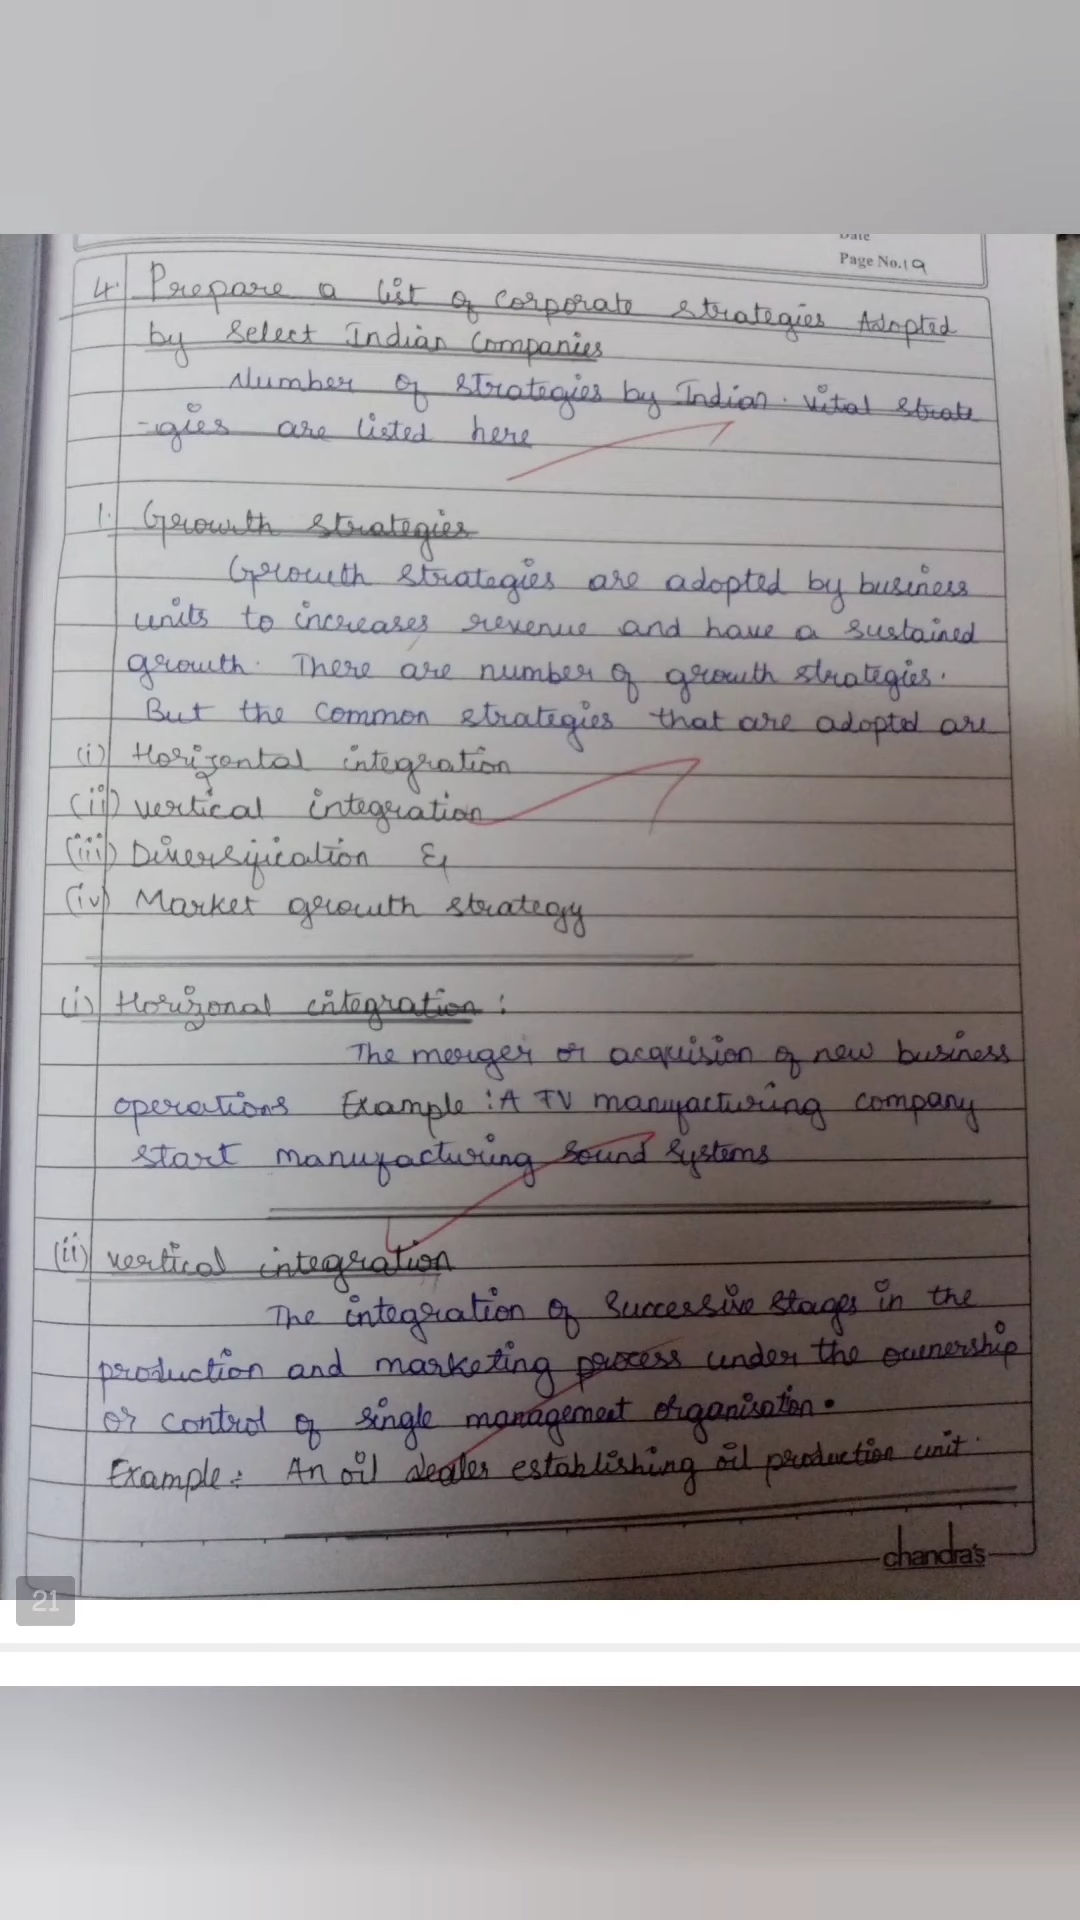 Date
Page No. 19
4. Prepare a list of corporate strategies Adopted
by Select Indian Companies
Number of strategies by Indian. vital strate
-gies are listed here
1. Growth strategies
Growth strategies are adopted by business
units to increases revenue and have a sustained
growth. There are number of growth strategies.
But the common strategies that are adopted are
(i) Horizontal integration
(ii) vertical integration
(iii) Diversification &
(iv) Market growth strategy
(i) Horizonal integration :
The merger or acquision of new business
operations Example : A TV manufacturing company
start manufacturing sound systems
(ii) vertical integration
The integration of successive stages in the
production and marketing process under the ownership
or control of single management organisation.
Example :- An oil dealer establishing oil production unit.
chandra's
21